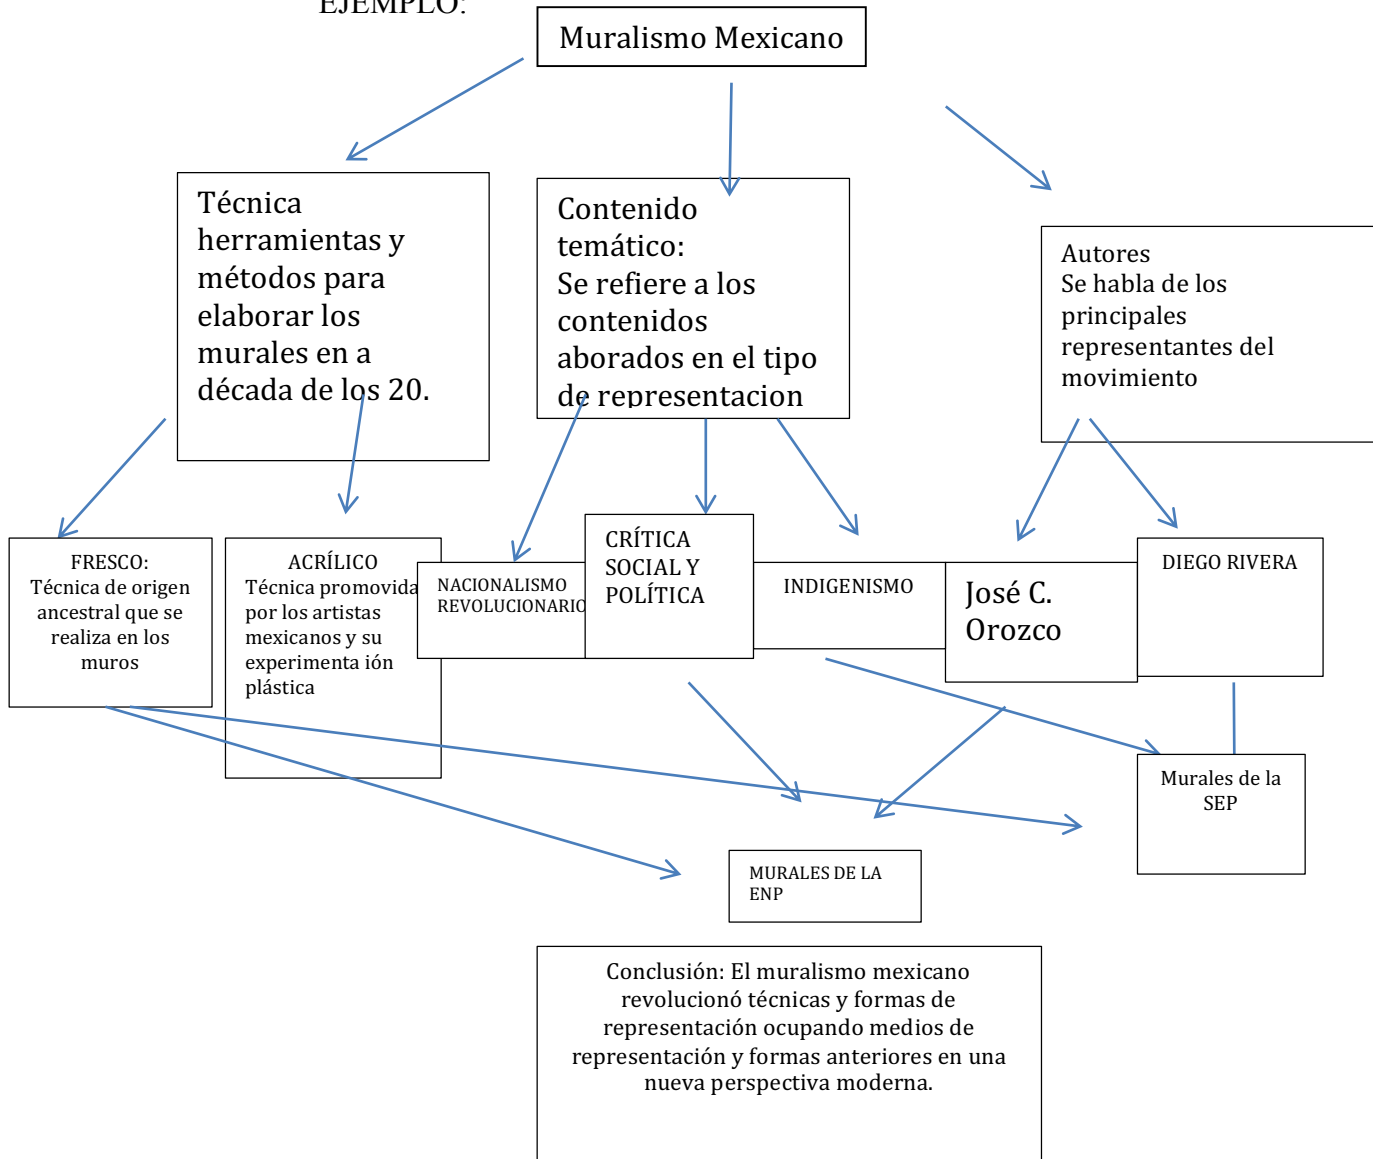 EJEMPLO:
Muralismo Mexicano
Técnica
herramientas y
métodos para
elaborar los
murales en a
década de los 20.
Contenido
temático:
Se refiere a los
contenidos
aborados en el tipo
de representacion
Autores
Se habla de los
principales
representantes del
movimiento
FRESCO:
Técnica de origen
ancestral que se
realiza en los
muros
ACRÍLICO
Técnica promovida
por los artistas
mexicanos y su
experimenta ión
plástica
NACIONALISMO
REVOLUCIONARIO
CRÍTICA
SOCIAL Y
POLÍTICA
INDIGENISMO
José C.
Orozco
DIEGO RIVERA
Murales de la
SEP
MURALES DE LA
ENP
Conclusión: El muralismo mexicano
revolucionó técnicas y formas de
representación ocupando medios de
representación y formas anteriores en una
nueva perspectiva moderna.